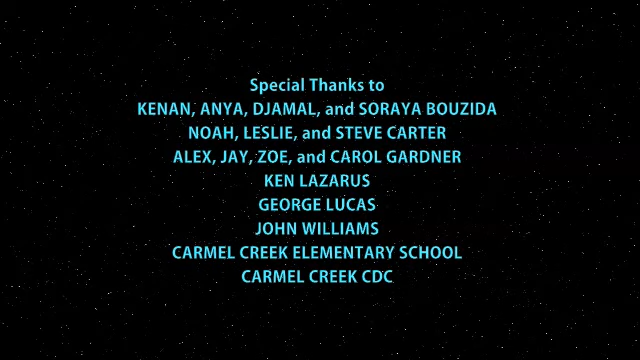 Special Thanks to
KENAN, ANYA, DJAMAL, and SORAYA BOUZIDA
NOAH, LESLIE, and STEVE CARTER
ALEX, JAY, ZOE, and CAROL GARDNER
KEN LAZARUS
GEORGE LUCAS
JOHN WILLIAMS
CARMEL CREEK ELEMENTARY SCHOOL
CARMEL CREEK CDC